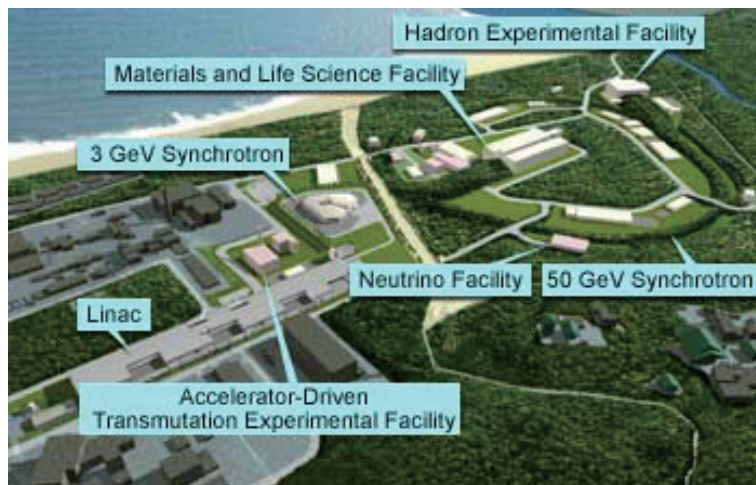 Hadron Experimental Facility
Materials and Life Science Facility
3 GeV Synchrotron
Neutrino Facility
50 GeV Synchrotron
Linac
Accelerator-Driven
Transmutation Experimental Facility